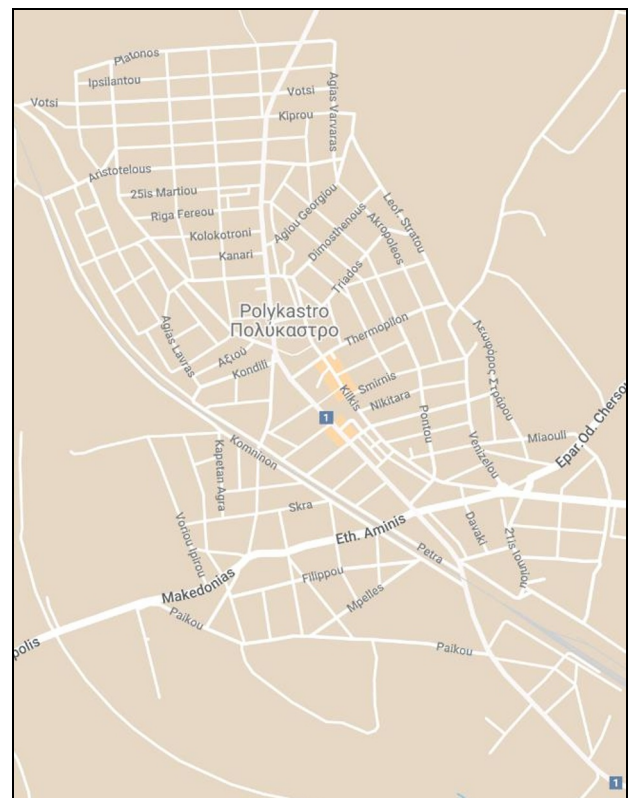 Platonos
Ipsilantou
Votsi
Votsi
Kiprou
Agias Varvaras
Aristotelous
25is Martiou
Riga Fereou
Kolokotroni
Kanari
Agiou Georgiou
Dimosthenous
Akropoleos
Leof. Stratou
Triados
Polykastro
Πολύκαστρο
Thermopilon
Λεωφόρος Στράτου
Agias Lavras
Αξιού
Kondili
Kilkis
Smirnis
Nikitara
Pontou
1
Epar.Od. Cherso
Miaouli
Venizelou
Komninon
Kapetan Agra
Skra
Voriou Ipirou
Eth. Aminis
Davaki
21is Iouniou
Petra
Makedonias
Filippou
Mpelles
Paikou
Paikou
polis
1